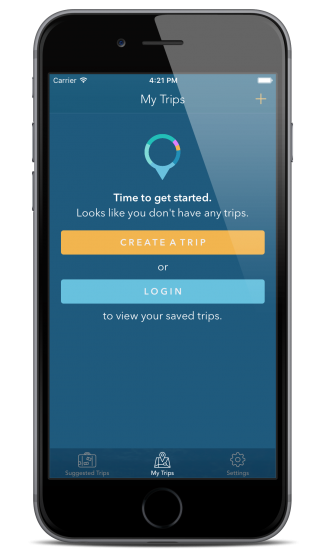 Carrier 4:21 PM
My Trips +
Time to get started.
Looks like you don't have any trips.
CREATE A TRIP
or
LOGIN
to view your saved trips.
Suggested Trips My Trips Settings